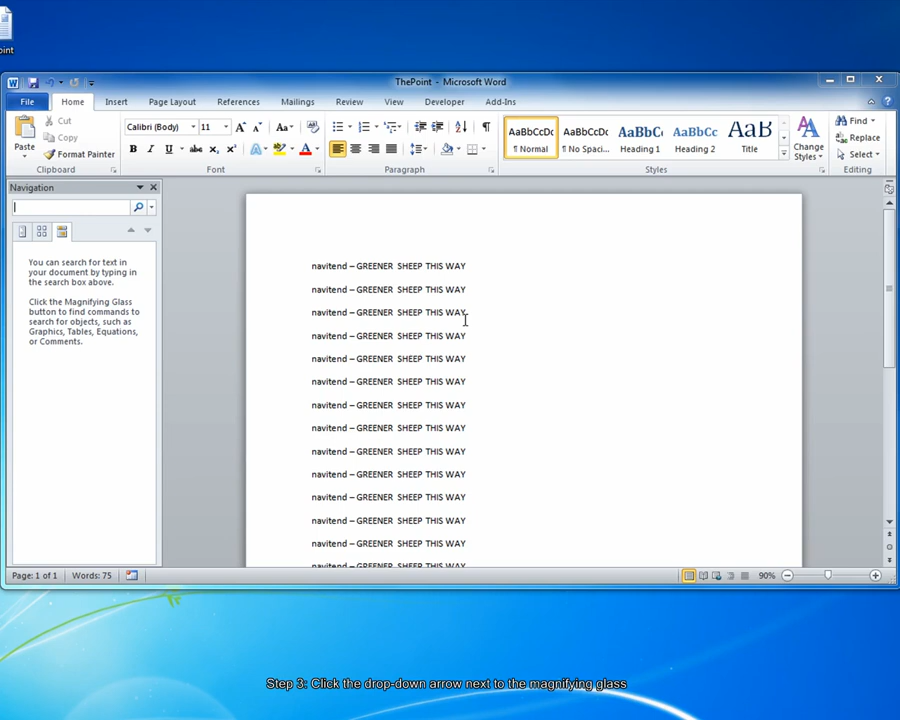 oint
ThePoint - Microsoft Word
File Home Insert Page Layout References Mailings Review View Developer Add-Ins
Paste
Cut
Copy
Format Painter
Clipboard
Calibri (Body) 11
Font
Paragraph
AaBbCcDc AaBbCcDc AaBbC AaBbCc AaB
¶ Normal ¶ No Spaci... Heading 1 Heading 2 Title
Change
Styles
Styles
Find
Replace
Select
Editing
Navigation
You can search for text in
your document by typing in
the search box above.
Click the Magnifying Glass
button to find commands to
search for objects, such as
Graphics, Tables, Equations,
or Comments.
navitend – GREENER SHEEP THIS WAY
navitend – GREENER SHEEP THIS WAY
navitend – GREENER SHEEP THIS WAY
navitend – GREENER SHEEP THIS WAY
navitend – GREENER SHEEP THIS WAY
navitend – GREENER SHEEP THIS WAY
navitend – GREENER SHEEP THIS WAY
navitend – GREENER SHEEP THIS WAY
navitend – GREENER SHEEP THIS WAY
navitend – GREENER SHEEP THIS WAY
navitend – GREENER SHEEP THIS WAY
navitend – GREENER SHEEP THIS WAY
navitend – GREENER SHEEP THIS WAY
navitend – GREENER SHEEP THIS WAY
Page: 1 of 1 Words: 75 90%
Step 3: Click the drop-down arrow next to the magnifying glass